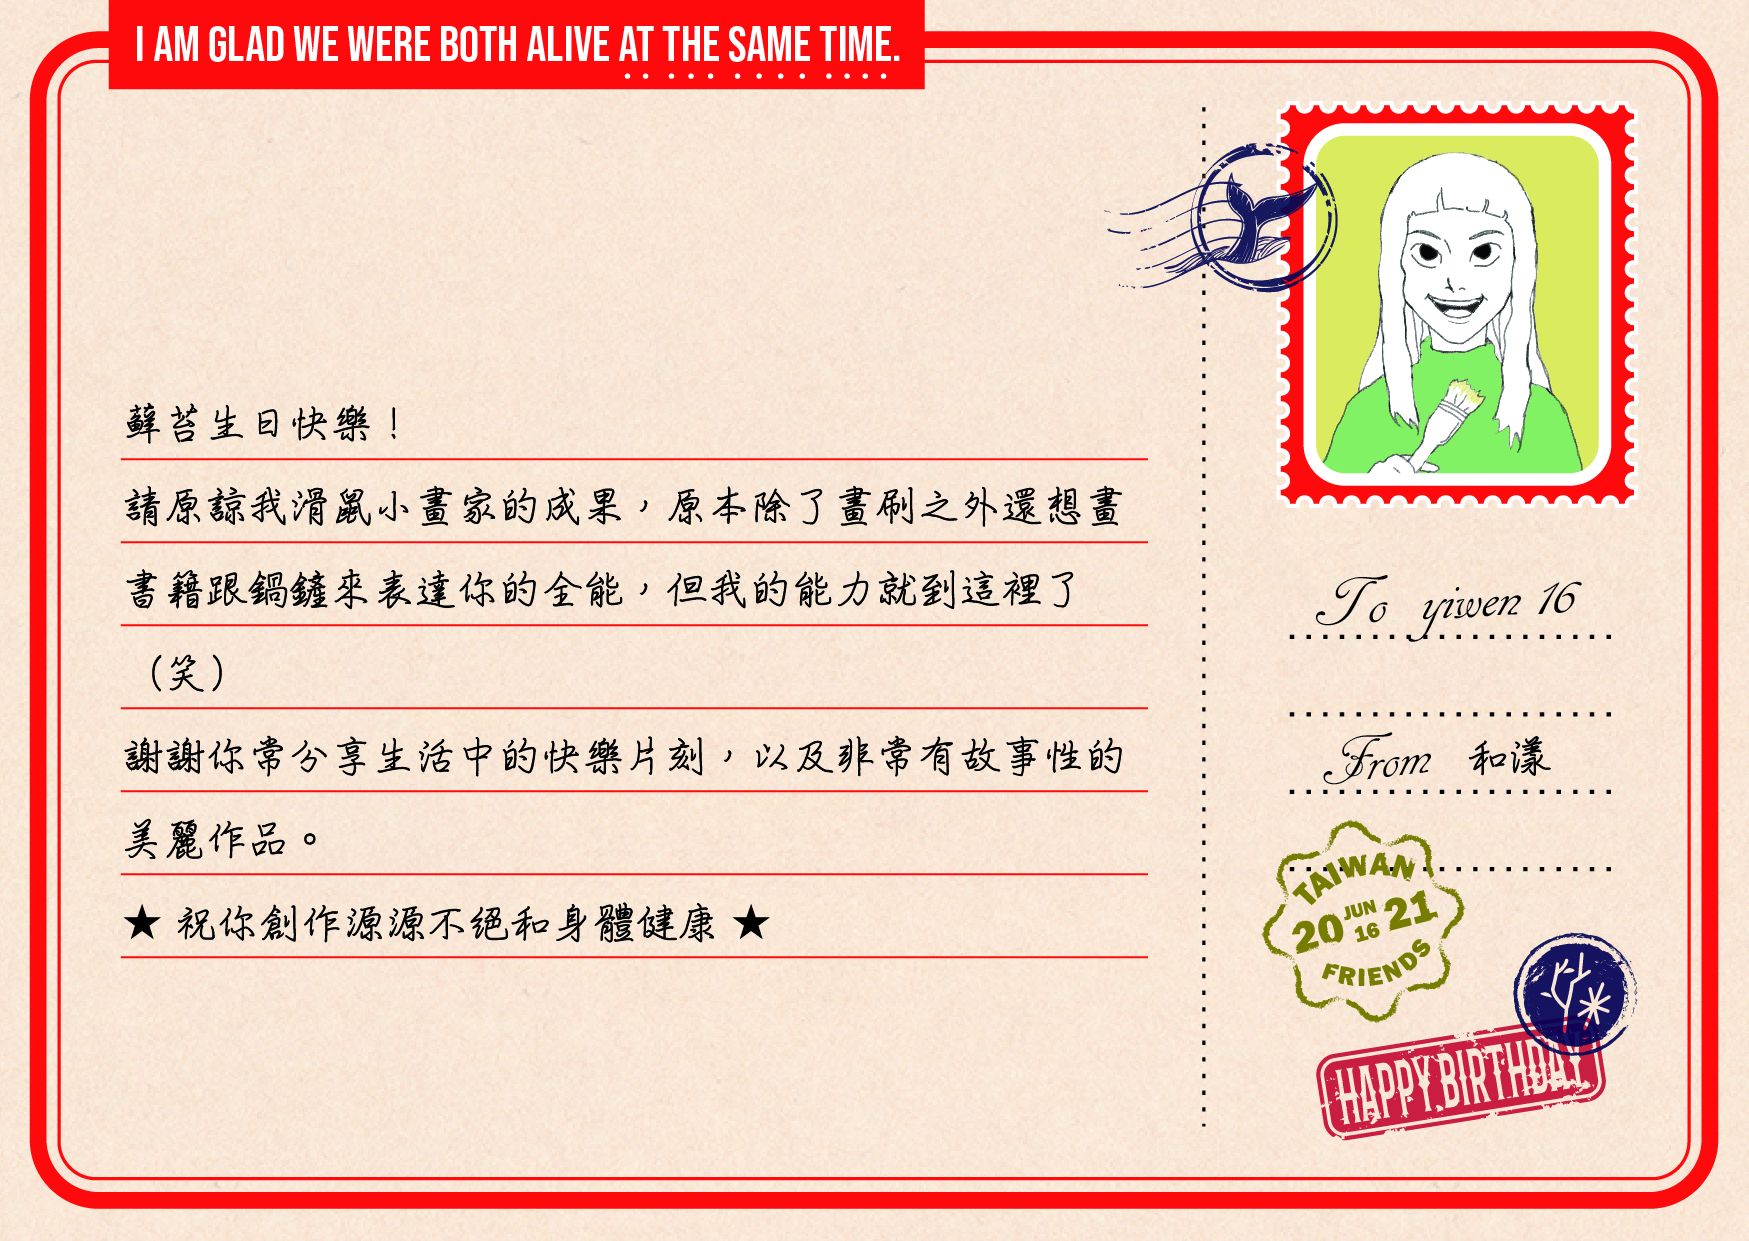 I AM GLAD WE WERE BOTH ALIVE AT THE SAME TIME.
蘚苔生日快樂！
請原諒我滑鼠小畫家的成果，原本除了畫刷之外還想畫
書籍跟鍋鏟來表達你的全能，但我的能力就到這裡了
（笑）
謝謝你常分享生活中的快樂片刻，以及非常有故事性的
美麗作品。
★ 祝你創作源源不絕和身體健康 ★
To yiwen 16
From 和漾
TAIWAN
20 JUN 16 21
FRIENDS
HAPPY BIRTHDAY